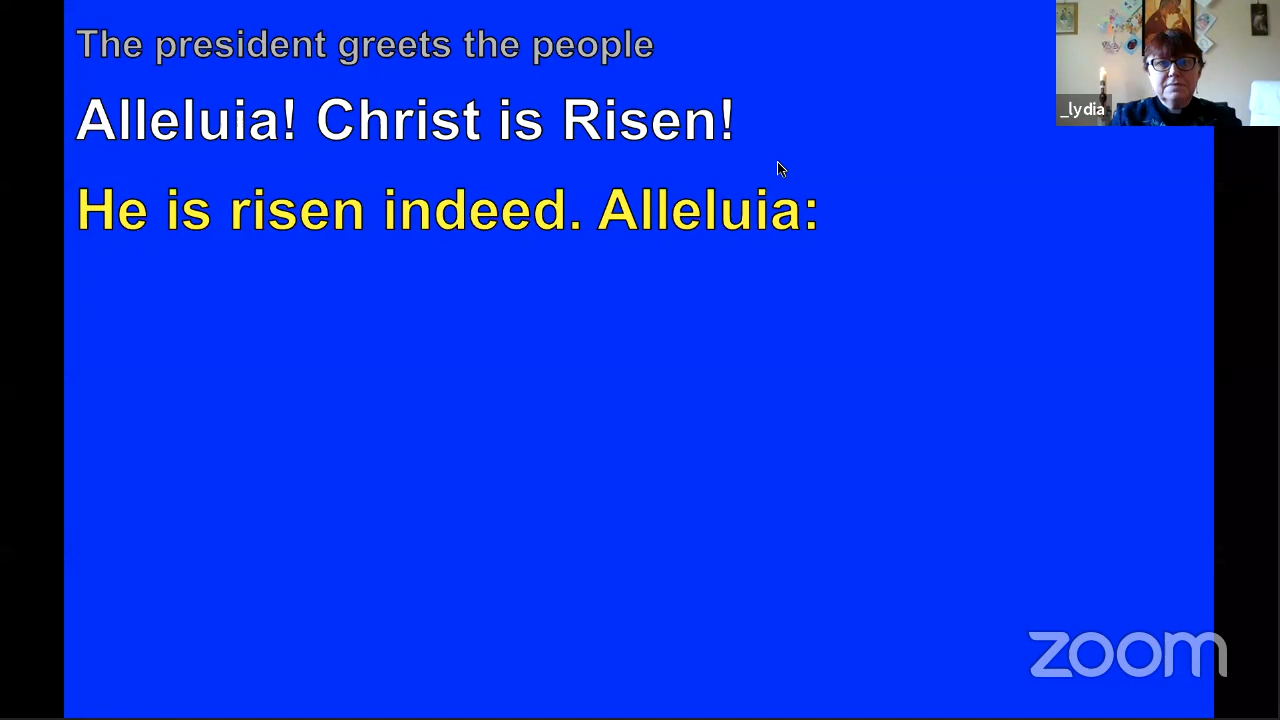 The president greets the people
Alleluia! Christ is Risen!
He is risen indeed. Alleluia:
_lydia
zoom